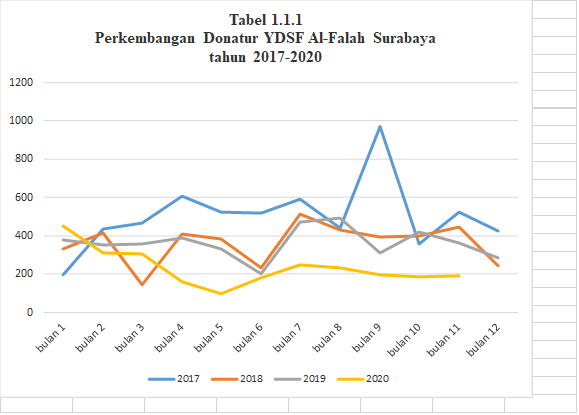 Tabel 1.1.1
Perkembangan Donatur YDSF Al-Falah Surabaya
tahun 2017-2020
1200
1000
800
600
400
200
0
bulan 1
bulan 2
bulan 3
bulan 4
bulan 5
bulan 6
bulan 7
bulan 8
bulan 9
bulan 10
bulan 11
bulan 12
2017 2018 2019 2020